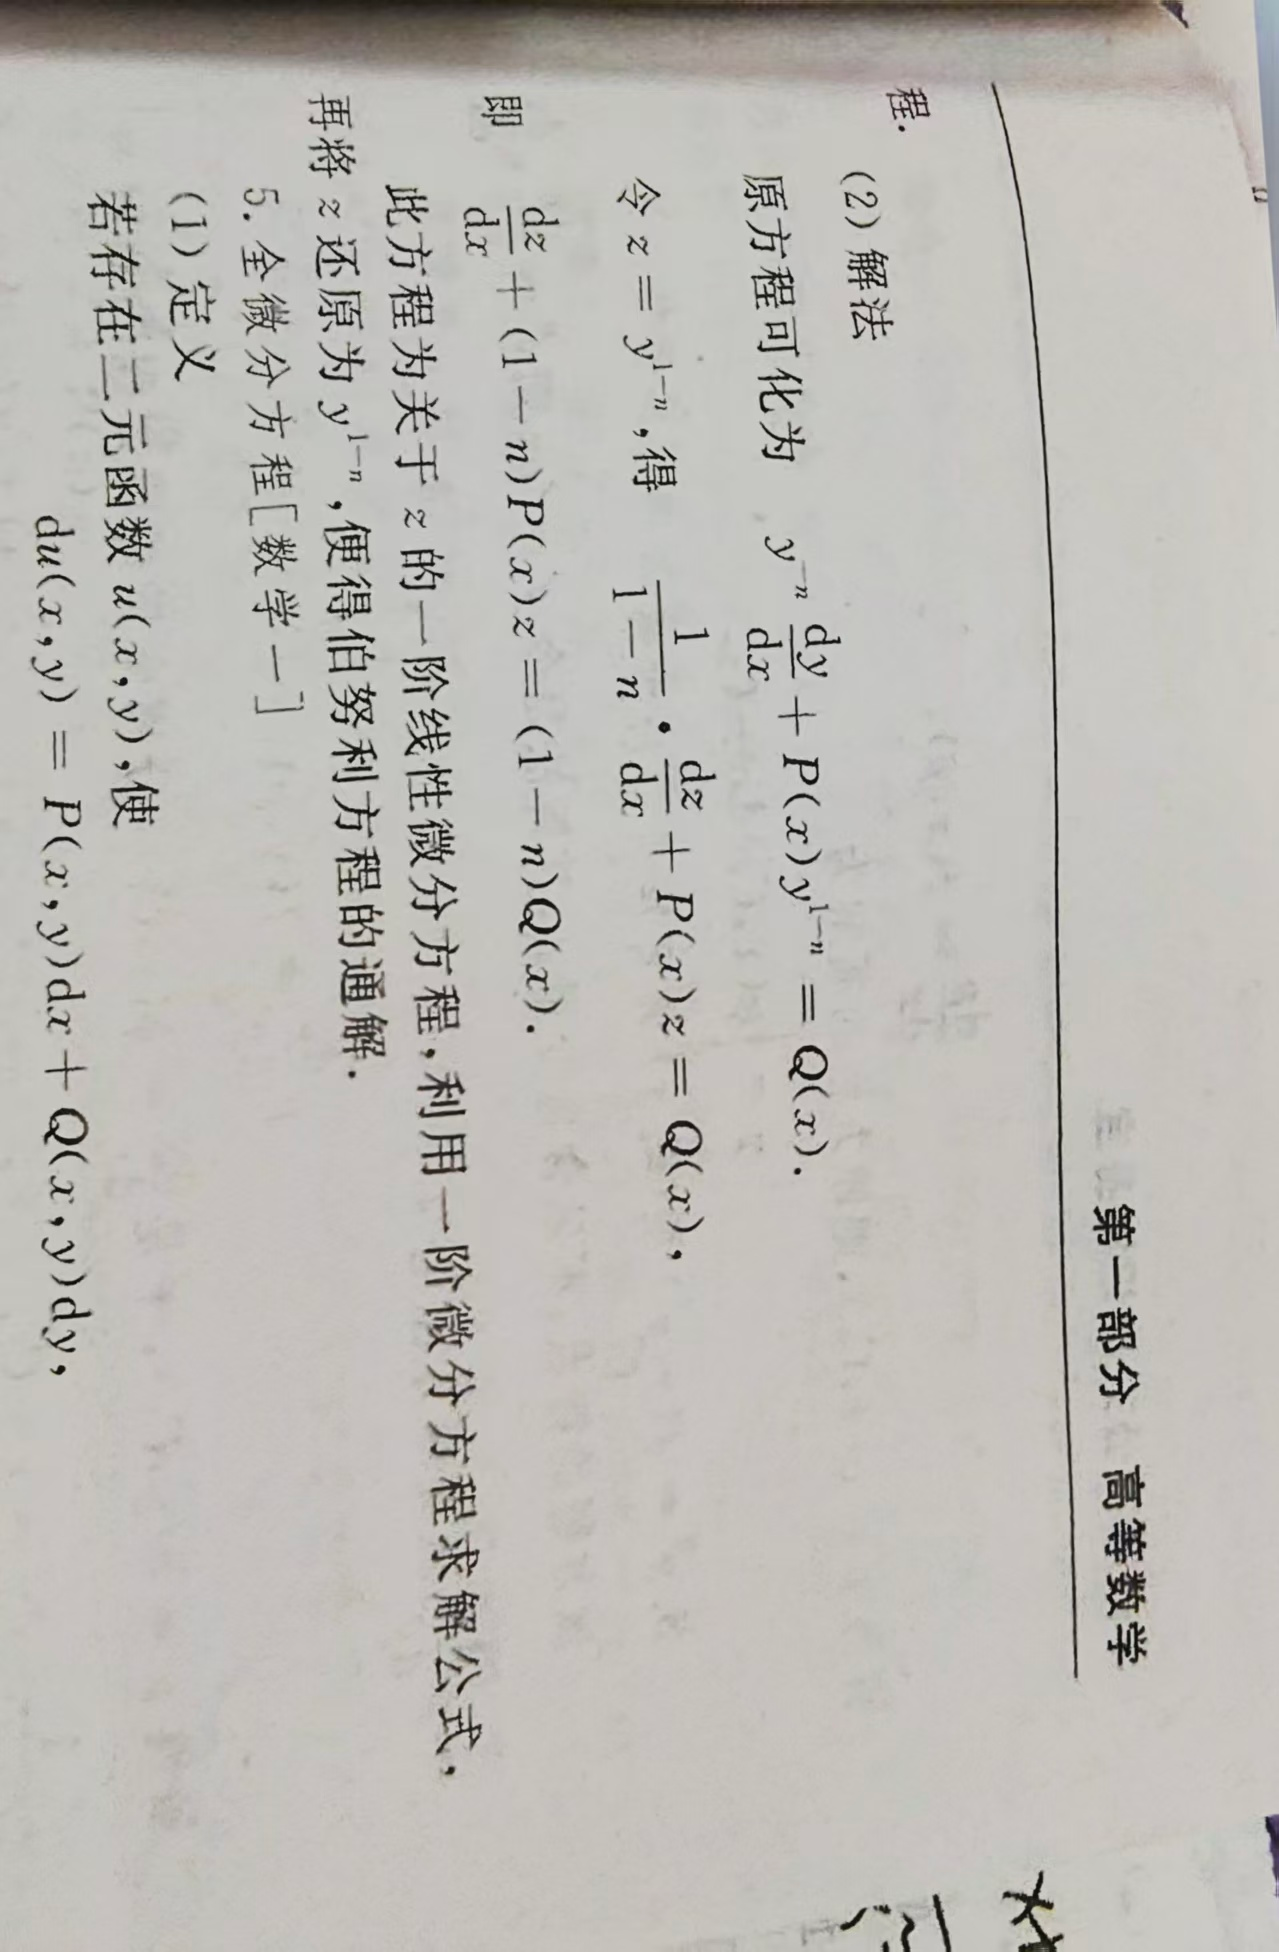 第一部分 高等数学
程.
(2) 解法
原方程可化为 y^{-n} \frac{dy}{dx} + P(x)y^{1-n} = Q(x).
令 z = y^{1-n},得 \frac{1}{1-n} · \frac{dz}{dx} + P(x)z = Q(x),
即 \frac{dz}{dx} + (1-n)P(x)z = (1-n)Q(x).
此方程为关于 z 的一阶线性微分方程,利用一阶微分方程求解公式,
再将 z 还原为 y^{1-n},便得伯努利方程的通解.
5. 全微分方程[数学一]
(1) 定义
若存在二元函数 u(x,y),使
du(x,y) = P(x,y)dx + Q(x,y)dy,